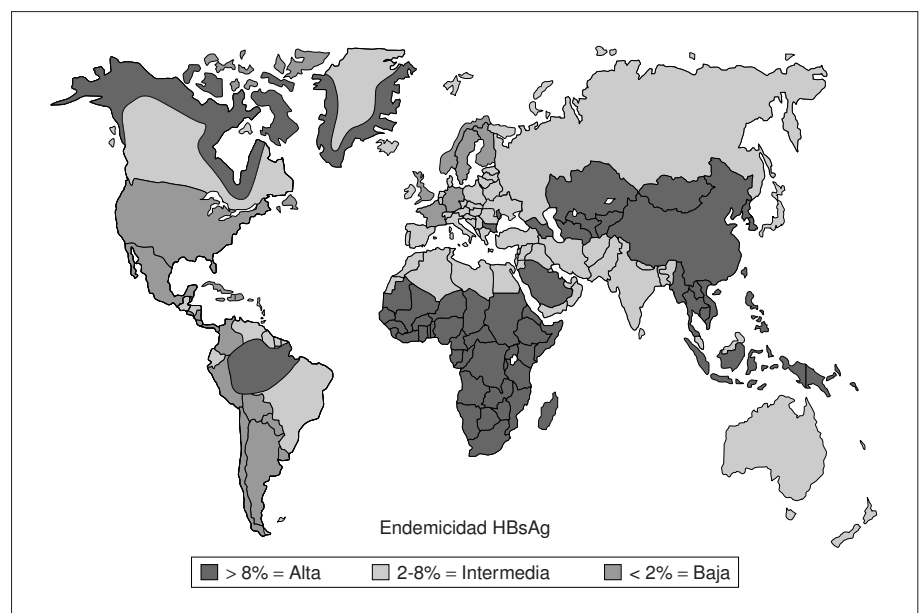 Endemicidad HBsAg
> 8% = Alta 2-8% = Intermedia < 2% = Baja